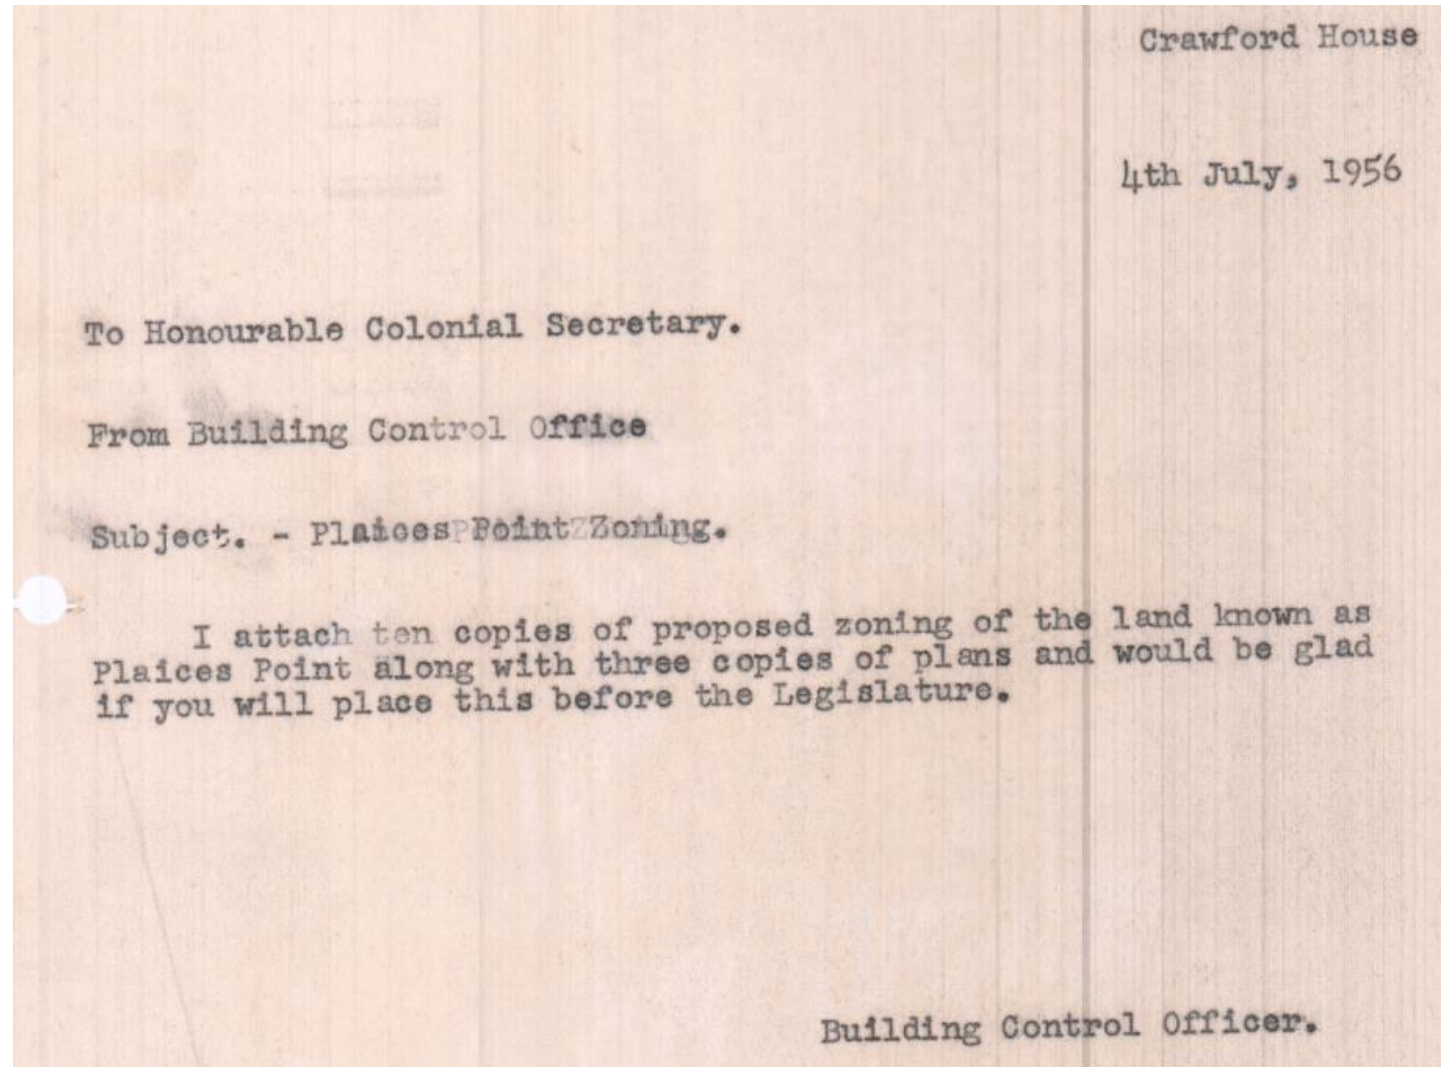 Crawford House
4th July, 1956
To Honourable Colonial Secretary.
From Building Control Office
Subject. - Plaices Point Zoning.
I attach ten copies of proposed zoning of the land known as
Plaices Point along with three copies of plans and would be glad
if you will place this before the Legislature.
Building Control Officer.